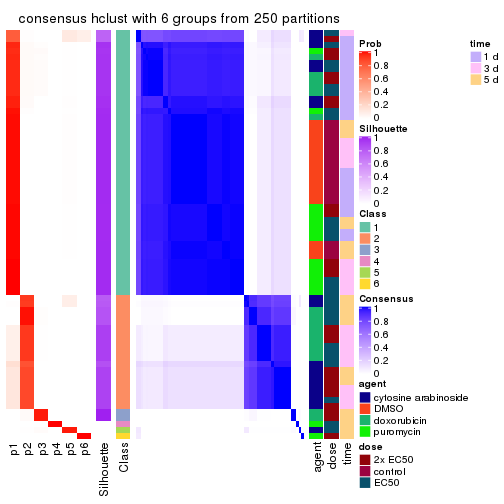 consensus hclust with 6 groups from 250 partitions
p1
p2
p3
p4
p5
p6
Silhouette
Class
agent
dose
time
Prob
1
0.8
0.6
0.4
0.2
0
Silhouette
1
0.8
0.6
0.4
0.2
0
Class
1
2
3
4
5
6
Consensus
1
0.8
0.6
0.4
0.2
0
agent
cytosine arabinoside
DMSO
doxorubicin
puromycin
dose
2x EC50
control
EC50
time
1 d
3 d
5 d